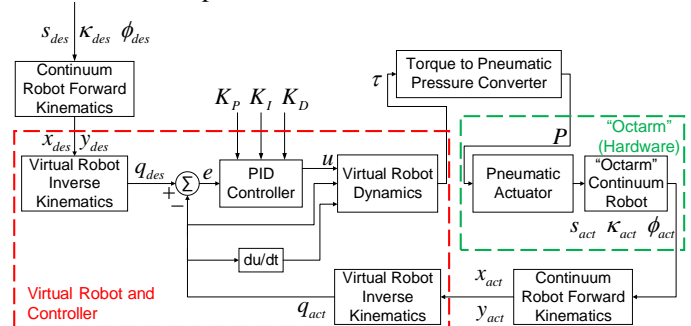 s_des κ_des ϕ_des
Continuum
Robot Forward
Kinematics
x_des y_des
Virtual Robot
Inverse
Kinematics
q_des
+
−
Σ
e
K_P K_I K_D
PID
Controller
u
Virtual Robot
Dynamics
du/dt
τ
Torque to Pneumatic
Pressure Converter
P
"Octarm"
(Hardware)
Pneumatic
Actuator
"Octarm"
Continuum
Robot
s_act κ_act ϕ_act
Continuum
Robot Forward
Kinematics
x_act
y_act
Virtual Robot
Inverse
Kinematics
q_act
Virtual Robot and
Controller